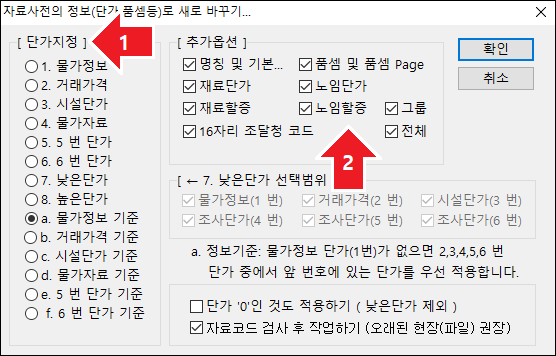 자료사전의 정보(단가,품셈등)로 새로 바꾸기...
[ 단가지정 ]
1
1. 물가정보
2. 거래가격
3. 시설단가
4. 물가자료
5. 5 번 단가
6. 6 번 단가
7. 낮은단가
8. 높은단가
a. 물가정보 기준
b. 거래가격 기준
c. 시설단가 기준
d. 물가자료 기준
e. 5 번 단가 기준
f. 6 번 단가 기준
[ 추가옵션 ]
명칭 및 기본... 품셈 및 품셈 Page
재료단가 노임단가
재료할증 노임할증 그룹
16자리 조달청 코드 전체
2
[ ← 7. 낮은단가 선택범위
물가정보(1 번) 거래가격(2 번) 시설단가(3 번)
조사단가(4 번) 조사단가(5 번) 조사단가(6 번)
a. 정보기준: 물가정보 단가(1번)가 없으면 2,3,4,5,6 번
단가 중에서 앞 번호에 있는 단가를 우선 적용합니다.
단가 '0'인 것도 적용하기 ( 낮은단가 제외 )
자료코드 검사 후 작업하기 (오래된 현장(파일) 권장)
확인
취소